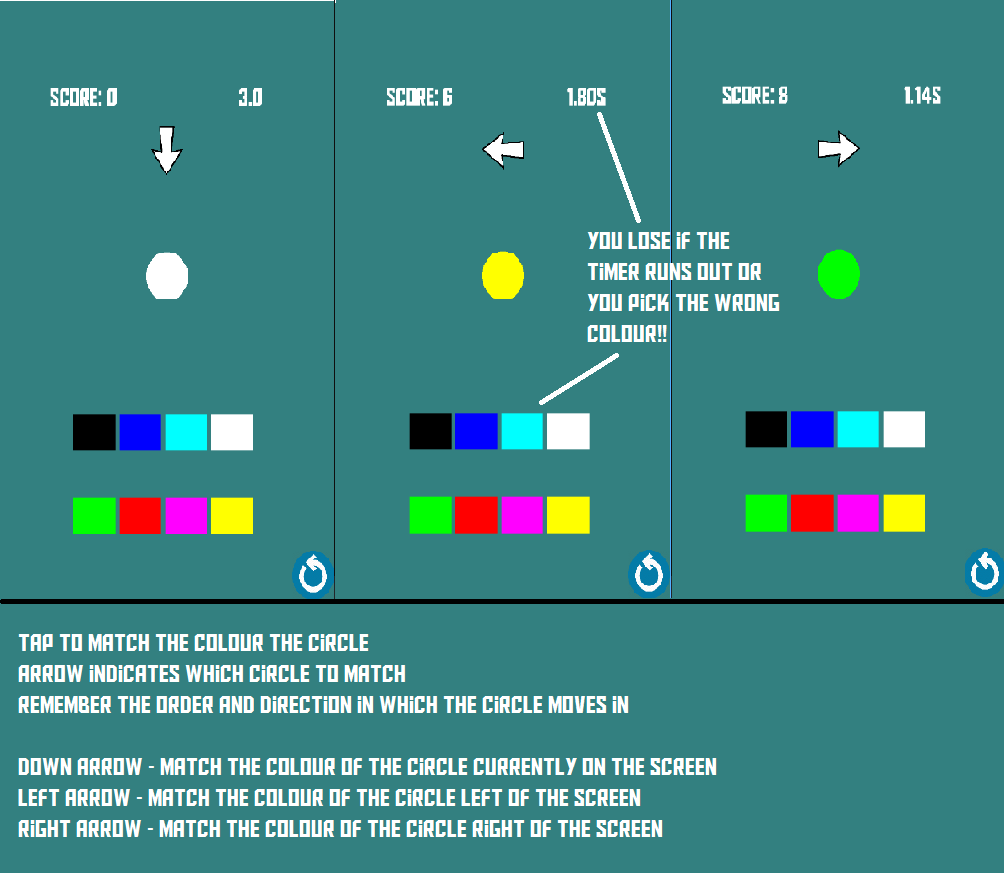 SCORE: 0 3.0
SCORE: 6 1.80S
SCORE: 8 1.14S
YOU LOSE iF THE
TiMER RUNS OUT OR
YOU PiCK THE WRONG
COLOUR!!
TAP TO MATCH THE COLOUR THE CiRCLE
ARROW iNDiCATES WHiCH CiRCLE TO MATCH
REMEMBER THE ORDER AND DiRECTiON iN WHiCH THE CiRCLE MOVES iN
DOWN ARROW - MATCH THE COLOUR OF THE CiRCLE CURRENTLY ON THE SCREEN
LEFT ARROW - MATCH THE COLOUR OF THE CiRCLE LEFT OF THE SCREEN
RiGHT ARROW - MATCH THE COLOUR OF THE CiRCLE RiGHT OF THE SCREEN